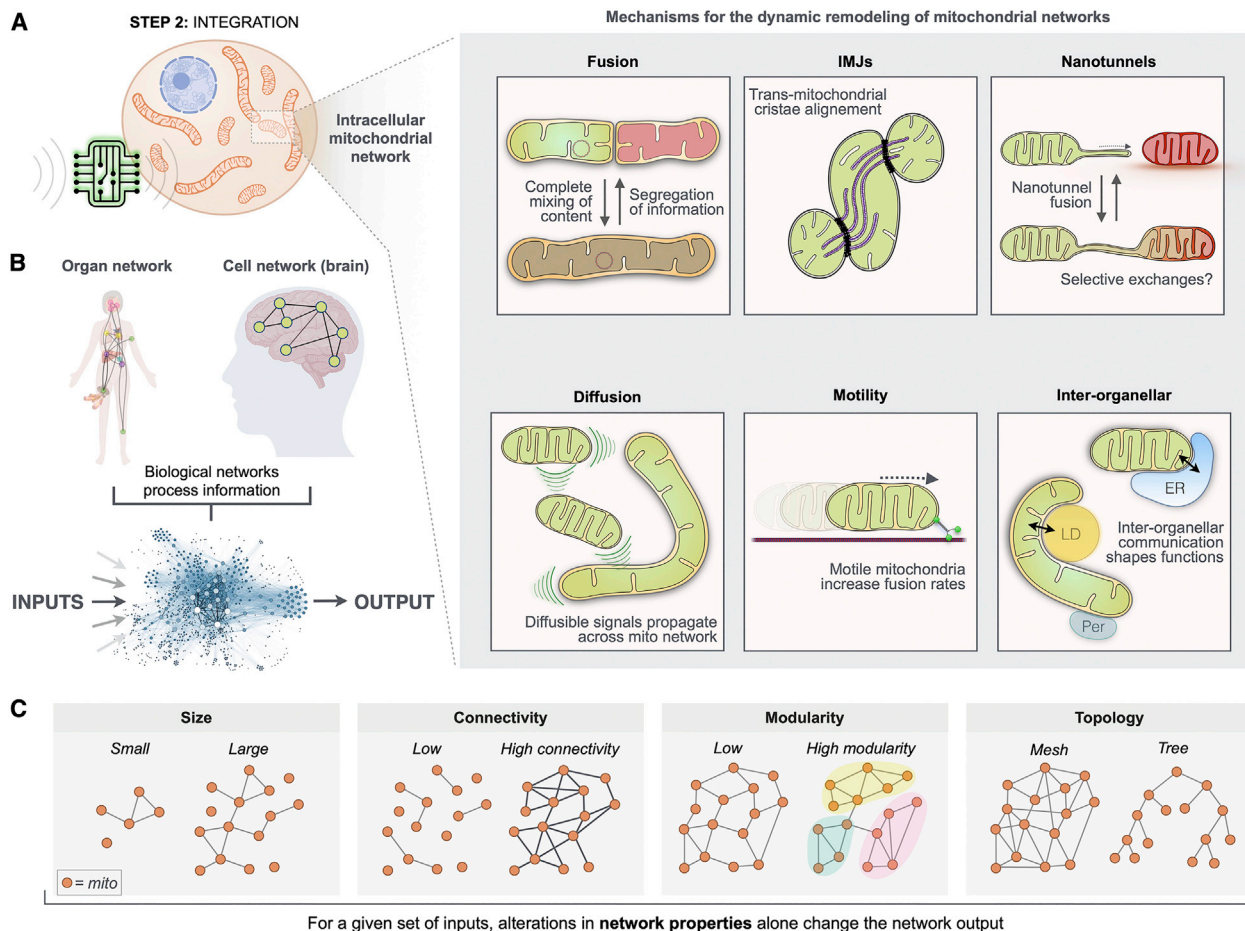 A
STEP 2: INTEGRATION
Intracellular
mitochondrial
network
Mechanisms for the dynamic remodeling of mitochondrial networks
Fusion
Complete
mixing of
content
Segregation
of information
IMJs
Trans-mitochondrial
cristae alignement
Nanotunnels
Nanotunnel
fusion
Selective exchanges?
Diffusion
Diffusible signals propagate
across mito network
Motility
Motile mitochondria
increase fusion rates
Inter-organellar
ER
LD
Inter-organellar
communication
shapes functions
Per
B
Organ network
Cell network (brain)
Biological networks
process information
INPUTS
OUTPUT
C
Size
Small
Large
= mito
Connectivity
Low
High connectivity
Modularity
Low
High modularity
Topology
Mesh
Tree
For a given set of inputs, alterations in network properties alone change the network output